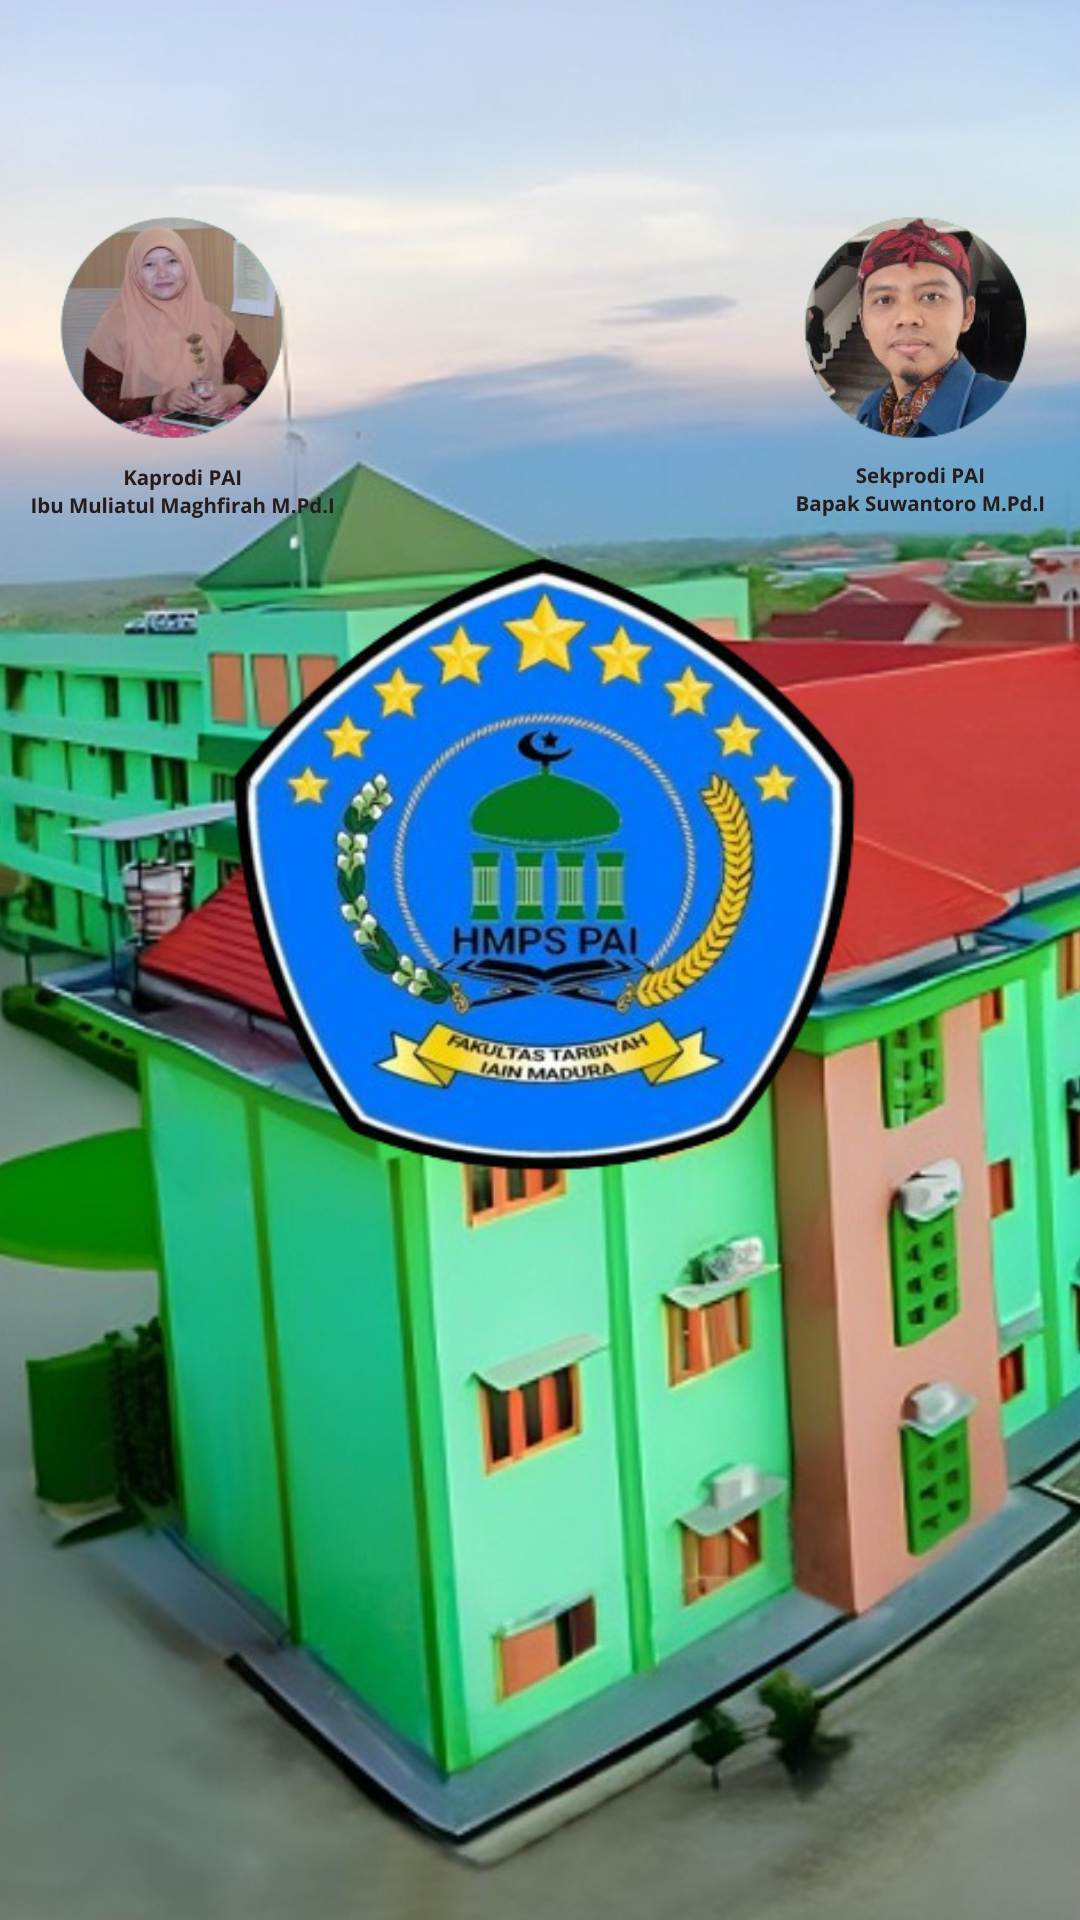 Kaprodi PAI
Ibu Muliatul Maghfirah M.Pd.I
Sekprodi PAI
Bapak Suwantoro M.Pd.I
HMPS PAI
FAKULTAS TARBIYAH
IAIN MADURA